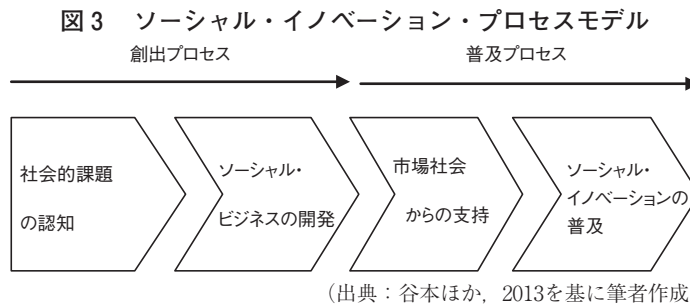 図3　ソーシャル・イノベーション・プロセスモデル
創出プロセス
普及プロセス
社会的課題
の認知
ソーシャル・
ビジネスの開発
市場社会
からの支持
ソーシャル・
イノベーションの
普及
（出典：谷本ほか，2013を基に筆者作成